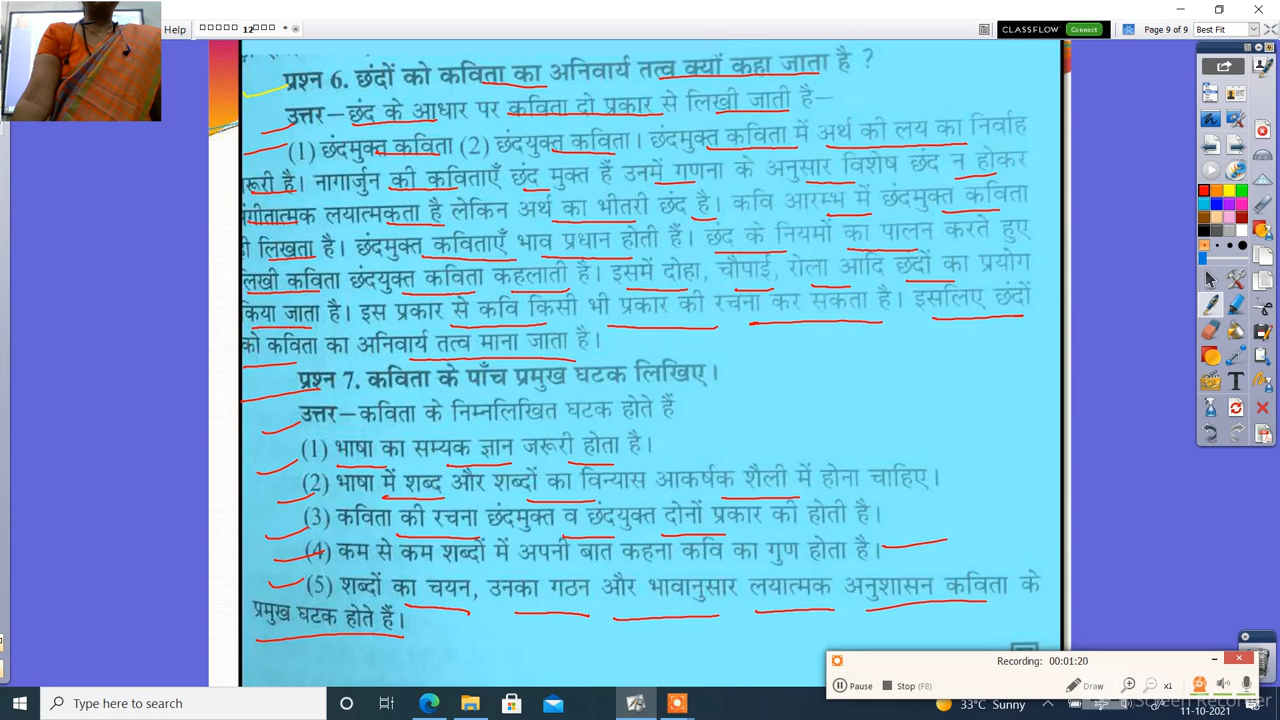 Help
12
CLASSFLOW
Connect
Page 9 of 9
Best Fit
प्रश्न 6. छंदों को कविता का अनिवार्य तत्व क्यों कहा जाता है ?
उत्तर–छंद के आधार पर कविता दो प्रकार से लिखी जाती है–
(1) छंदमुक्त कविता (2) छंदयुक्त कविता। छंदमुक्त कविता में अर्थ की लय का निर्वाह
है। नागार्जुन की कविताएँ छंद मुक्त हैं उनमें गणना के अनुसार विशेष छंद न होकर
लयात्मकता है लेकिन अर्थ का भीतरी छंद है। कवि आरम्भ में छंदमुक्त कविता
लिखता है। छंदमुक्त कविताएँ भाव प्रधान होती हैं। छंद के नियमों का पालन करते हुए
लिखी कविता छंदयुक्त कविता कहलाती है। इसमें दोहा, चौपाई, रोला आदि छंदों का प्रयोग
किया जाता है। इस प्रकार से कवि किसी भी प्रकार की रचना कर सकता है। इसलिए छंदों
को कविता का अनिवार्य तत्व माना जाता है।
प्रश्न 7. कविता के पाँच प्रमुख घटक लिखिए।
उत्तर–कविता के निम्नलिखित घटक होते हैं
(1) भाषा का सम्यक ज्ञान जरूरी होता है।
(2) भाषा में शब्द और शब्दों का विन्यास आकर्षक शैली में होना चाहिए।
(3) कविता की रचना छंदमुक्त व छंदयुक्त दोनों प्रकार की होती है।
(4) कम से कम शब्दों में अपनी बात कहना कवि का गुण होता है।
(5) शब्दों का चयन, उनका गठन और भावानुसार लयात्मक अनुशासन कविता के
प्रमुख घटक होते हैं।
Recording: 00:01:20
Pause
Stop (F8)
Draw
x1
Type here to search
33°C Sunny
11-10-2021